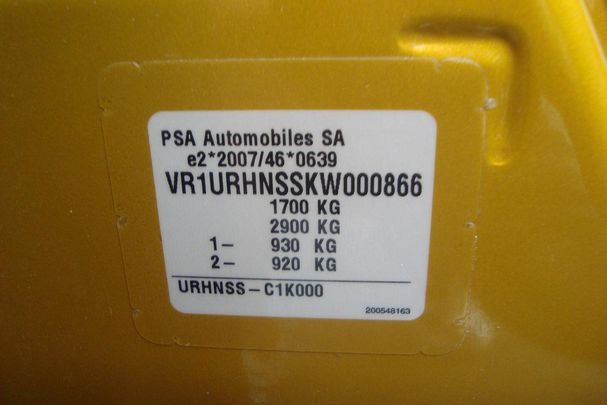 PSA Automobiles SA
e2*2007/46*0639
VR1URHNSSKW000866
1700 KG
2900 KG
1- 930 KG
2- 920 KG
URHNSS-C1K000
200548163